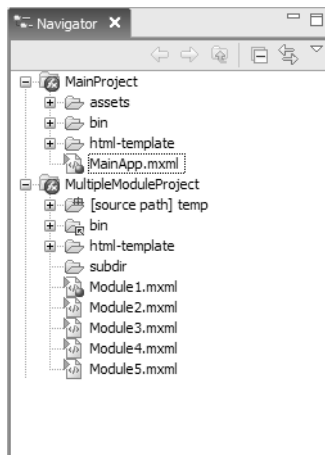 Navigator
MainProject
assets
bin
html-template
MainApp.mxml
MultipleModuleProject
[source path] temp
bin
html-template
subdir
Module1.mxml
Module2.mxml
Module3.mxml
Module4.mxml
Module5.mxml